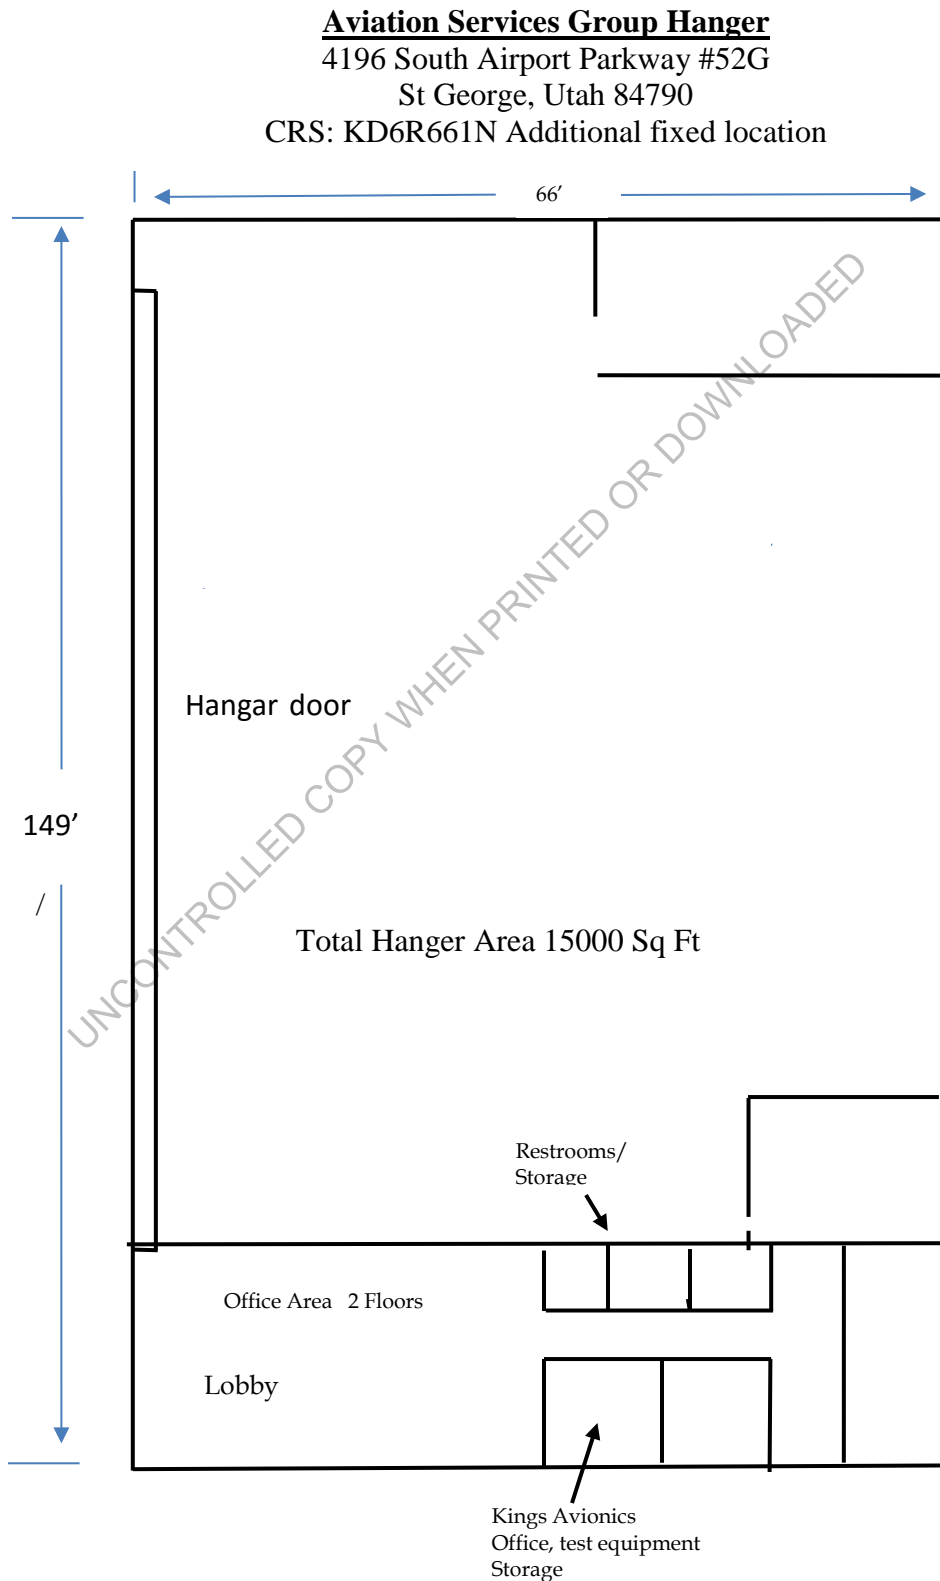 Aviation Services Group Hanger
4196 South Airport Parkway #52G
St George, Utah 84790
CRS: KD6R661N Additional fixed location
66’
UNCONTROLLED COPY WHEN PRINTED OR DOWNLOADED
Hangar door
149’
/
Total Hanger Area 15000 Sq Ft
Restrooms/
Storage
Office Area 2 Floors
Lobby
Kings Avionics
Office, test equipment
Storage